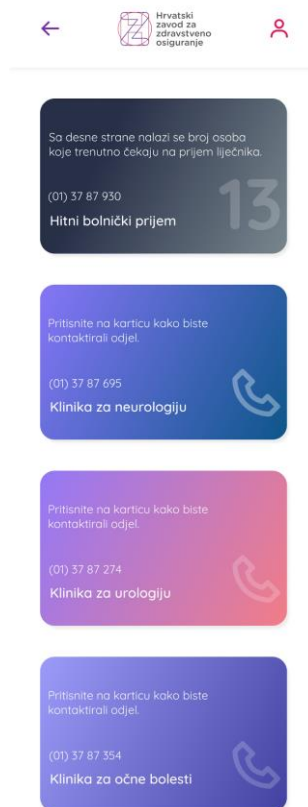 Hrvatski
zavod za
zdravstveno
osiguranje
Sa desne strane nalazi se broj osoba
koje trenutno čekaju na prijem liječnika.
(01) 37 87 930
13
Hitni bolnički prijem
Pritisnite na karticu kako biste
kontaktirali odjel.
(01) 37 87 695
Klinika za neurologiju
Pritisnite na karticu kako biste
kontaktirali odjel.
(01) 37 87 274
Klinika za urologiju
Pritisnite na karticu kako biste
kontaktirali odjel.
(01) 37 87 354
Klinika za očne bolesti